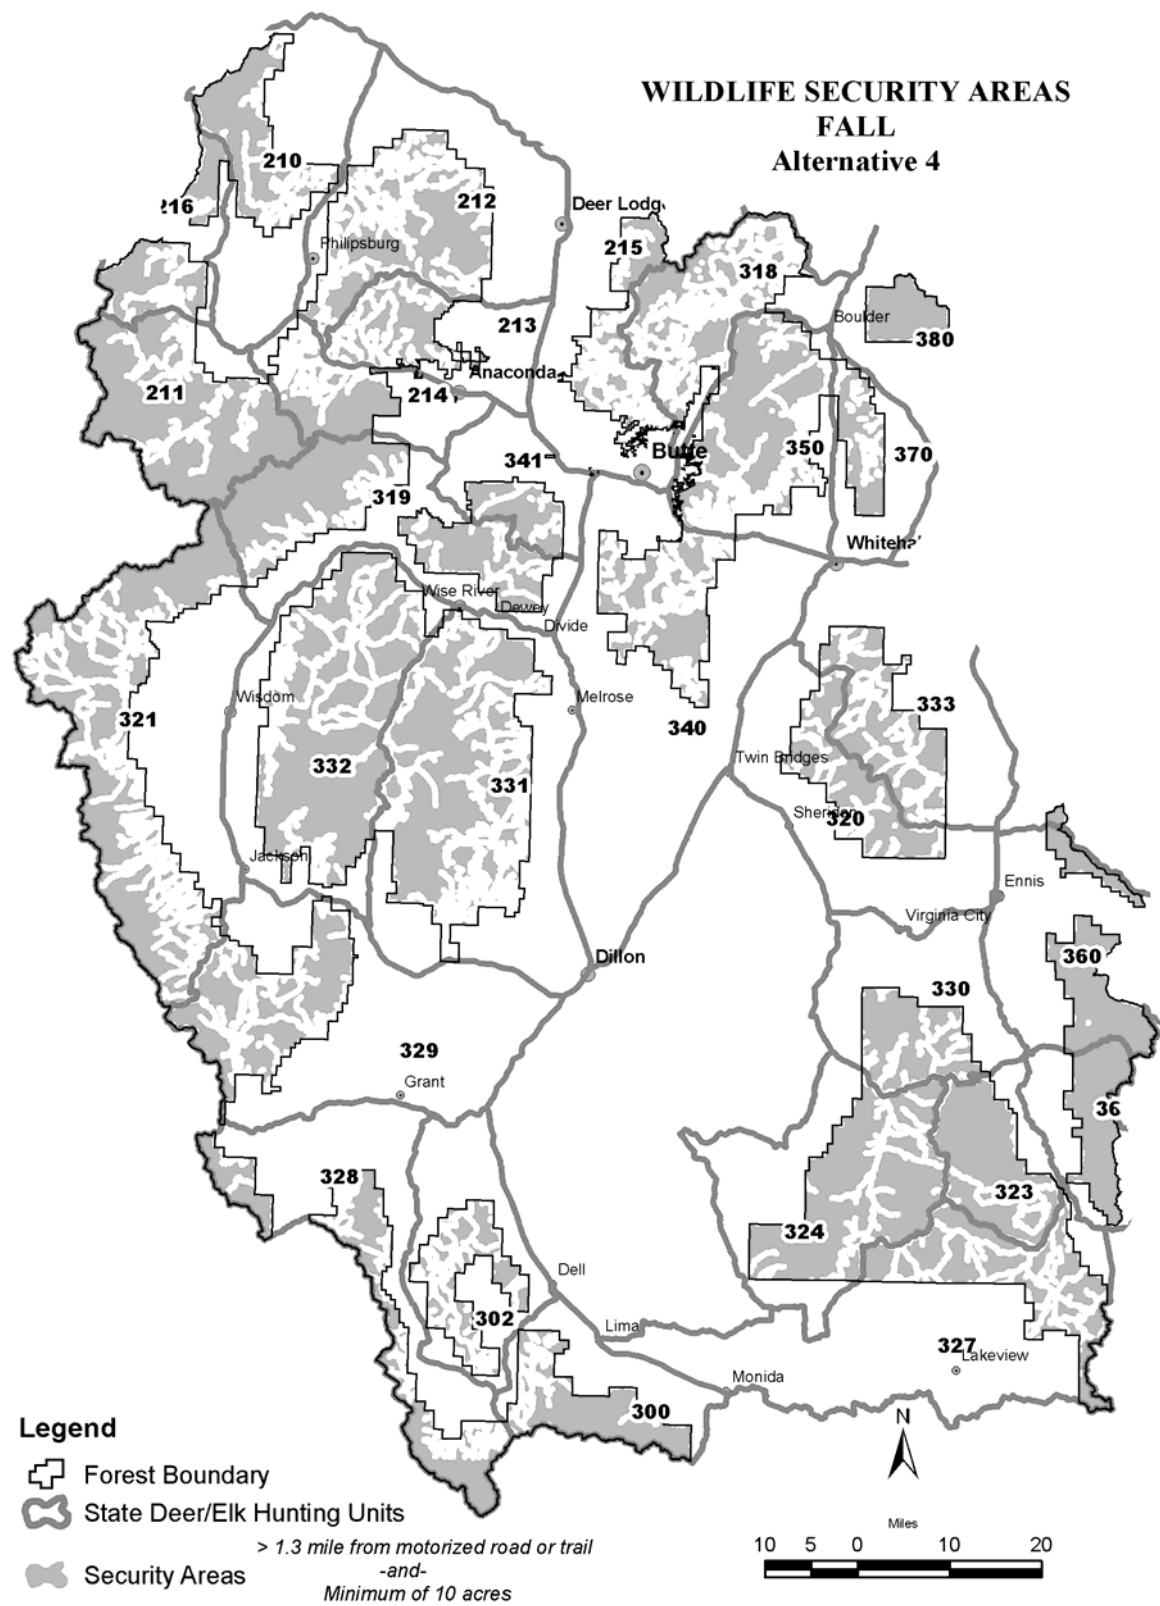 WILDLIFE SECURITY AREAS
FALL
Alternative 4
210
216
212
Deer Lodg
215
318
Philipsburg
213
Boulder
380
Anaconda
211
214
Butte
350
370
341
319
Whiteha
Wise River
Dewey
Divide
Wisdom
Melrose
321
333
340
332
331
Twin Bridges
Sheridan
320
Jackson
Ennis
Virginia City
Dillon
360
330
329
Grant
36
328
323
324
Dell
302
Lima
327
Lakeview
Monida
300
Legend
Forest Boundary
State Deer/Elk Hunting Units
> 1.3 mile from motorized road or trail
-and-
Security Areas
Minimum of 10 acres
N
Miles
10 5 0 10 20